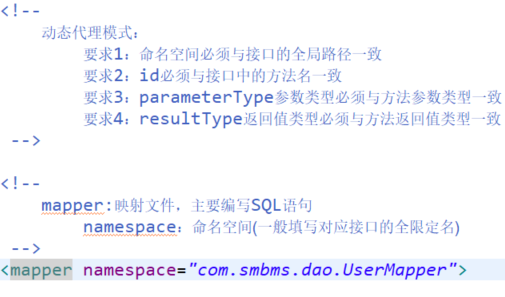 <!--
动态代理模式：
要求1：命名空间必须与接口的全局路径一致
要求2：id必须与接口中的方法名一致
要求3：parameterType参数类型必须与方法参数类型一致
要求4：resultType返回值类型必须与方法返回值类型一致
-->
<!--
mapper:映射文件，主要编写SQL语句
namespace：命名空间(一般填写对应接口的全限定名)
-->
<mapper namespace="com.smbms.dao.UserMapper">